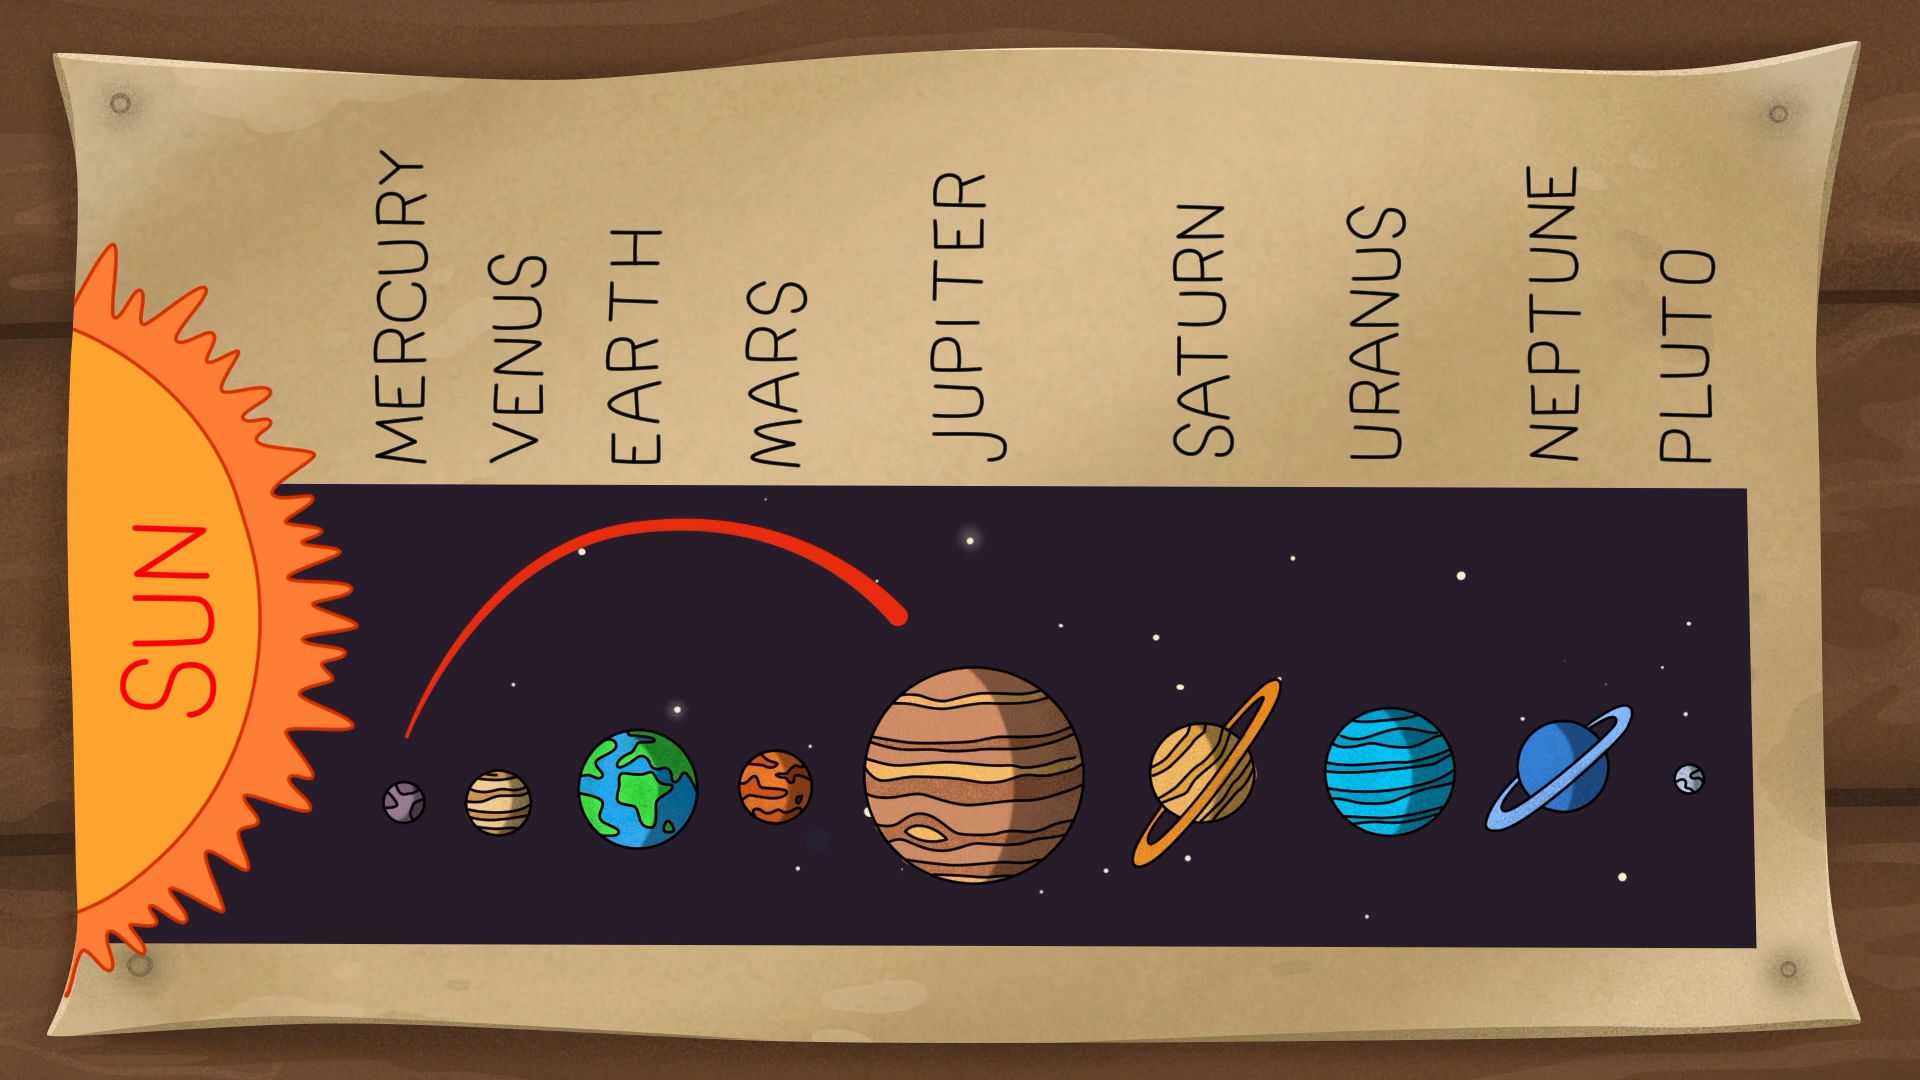 SUN
MERCURY
VENUS
EARTH
MARS
JUPITER
SATURN
URANUS
NEPTUNE
PLUTO